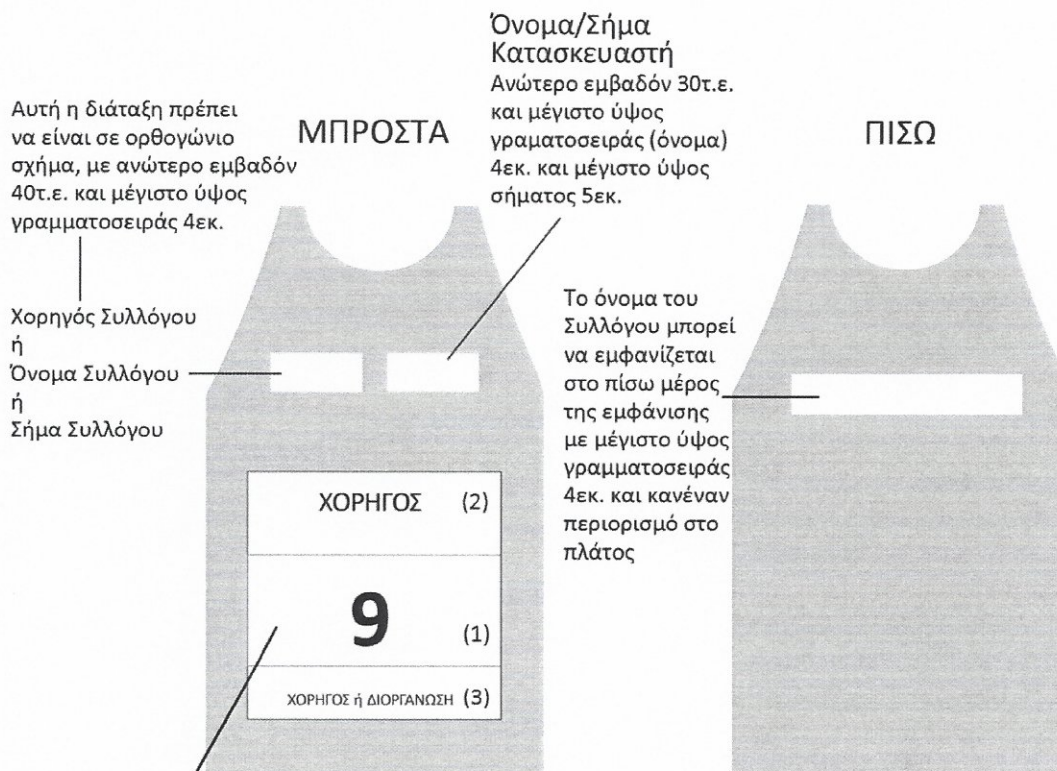 Όνομα/Σήμα
Κατασκευαστή
Ανώτερο εμβαδόν 30τ.ε.
και μέγιστο ύψος
γραματοσειράς (όνομα)
4εκ. και μέγιστο ύψος
σήματος 5εκ.
Αυτή η διάταξη πρέπει
να είναι σε ορθογώνιο
σχήμα, με ανώτερο εμβαδόν
40τ.ε. και μέγιστο ύψος
γραμματοσειράς 4εκ.
ΜΠΡΟΣΤΑ
ΠΙΣΩ
Χορηγός Συλλόγου
ή
Όνομα Συλλόγου
ή
Σήμα Συλλόγου
Το όνομα του
Συλλόγου μπορεί
να εμφανίζεται
στο πίσω μέρος
της εμφάνισης
με μέγιστο ύψος
γραμματοσειράς
4εκ. και κανέναν
περιορισμό στο
πλάτος
ΧΟΡΗΓΟΣ (2)
9 (1)
ΧΟΡΗΓΟΣ ή ΔΙΟΡΓΑΝΩΣΗ (3)